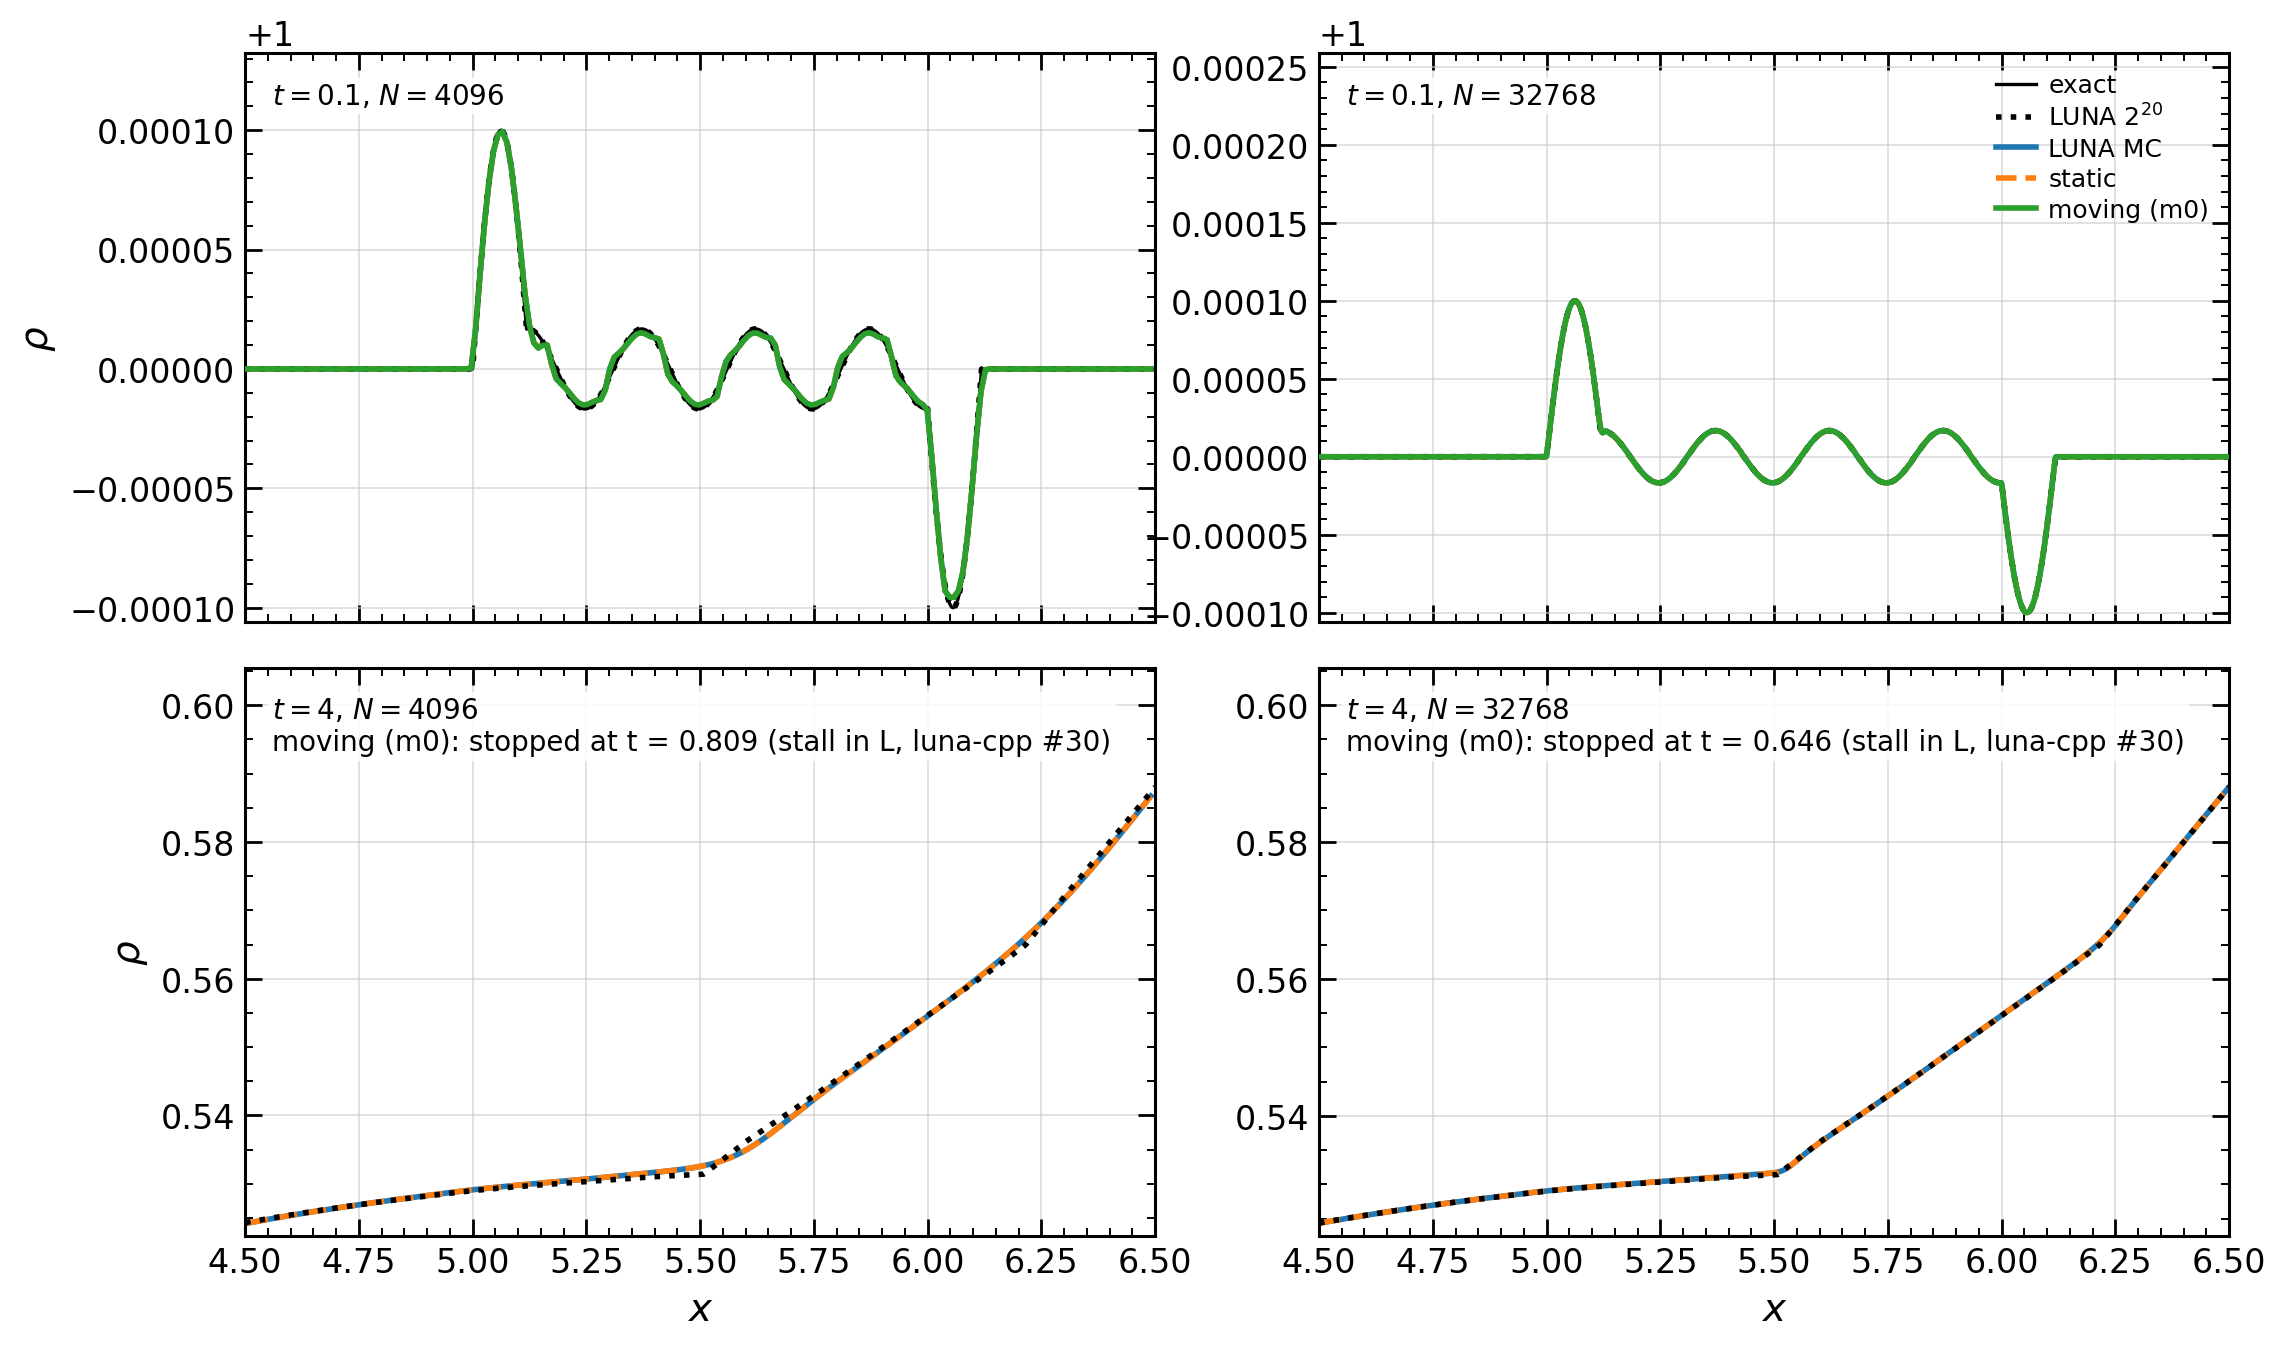 +1
t = 0.1, N = 4096
0.00010
0.00005
0.00000
−0.00005
−0.00010
ρ
+1
t = 0.1, N = 32768
exact
LUNA 2^20
LUNA MC
static
moving (m0)
0.00025
0.00020
0.00015
0.00010
0.00005
0.00000
−0.00005
−0.00010
t = 4, N = 4096
moving (m0): stopped at t = 0.809 (stall in L, luna-cpp #30)
0.60
0.58
0.56
0.54
ρ
4.50 4.75 5.00 5.25 5.50 5.75 6.00 6.25 6.50
x
t = 4, N = 32768
moving (m0): stopped at t = 0.646 (stall in L, luna-cpp #30)
0.60
0.58
0.56
0.54
4.50 4.75 5.00 5.25 5.50 5.75 6.00 6.25 6.50
x